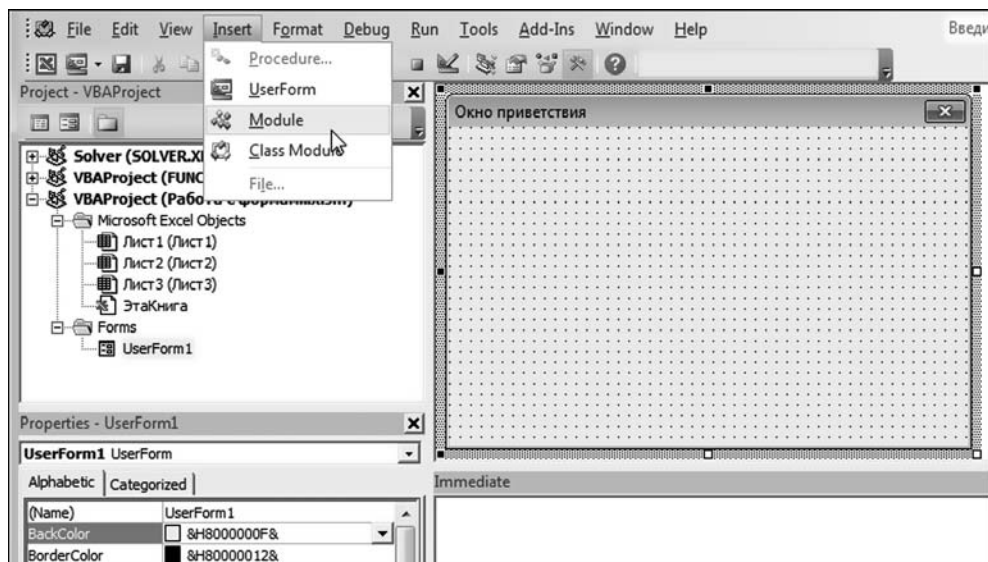 File Edit View Insert Format Debug Run Tools Add-Ins Window Help Введи
Procedure...
UserForm
Module
Class Module
File...
Project - VBAProject
Solver (SOLVER.XL
VBAProject (FUNC
VBAProject (Работа с формами.xlsm)
Microsoft Excel Objects
Лист1 (Лист1)
Лист2 (Лист2)
Лист3 (Лист3)
ЭтаКнига
Forms
UserForm1
Properties - UserForm1
UserForm1 UserForm
Alphabetic Categorized
(Name) UserForm1
BackColor &H8000000F&
BorderColor &H80000012&
Окно приветствия
Immediate